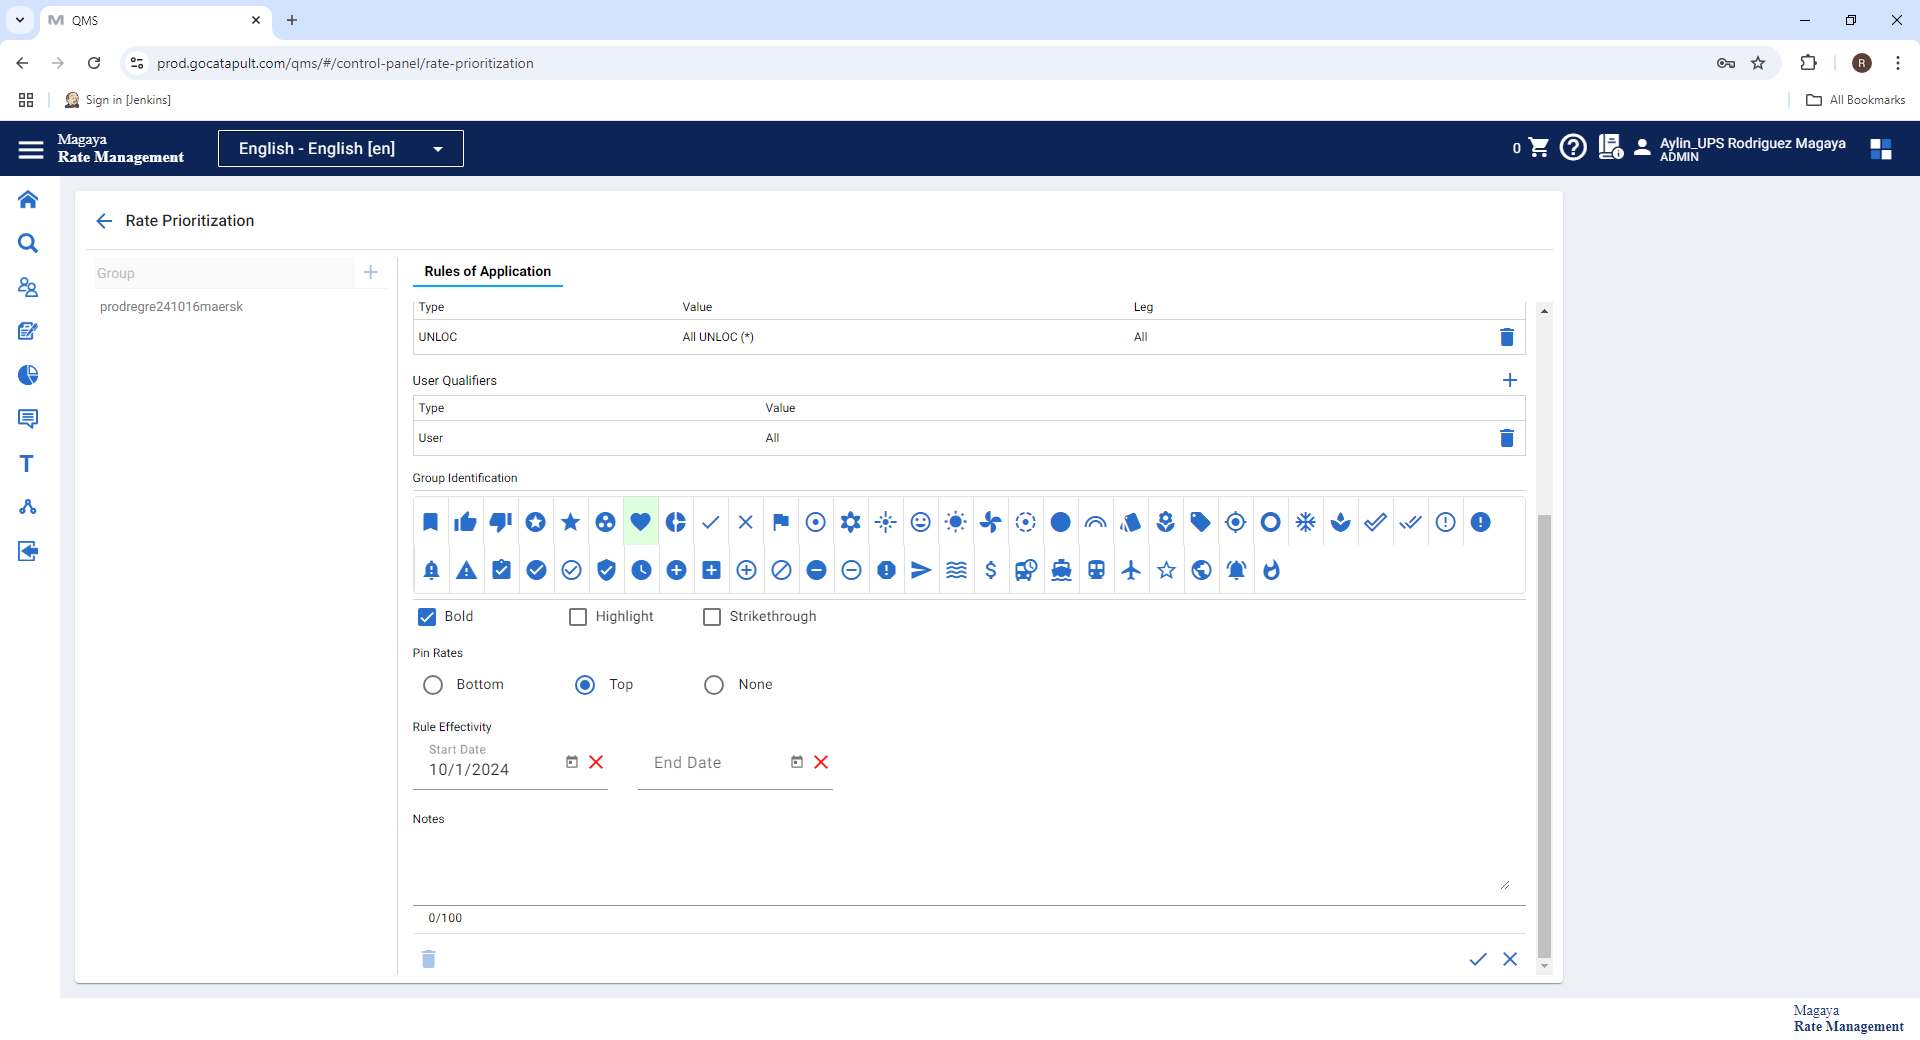 QMS
prod.gocatapult.com/qms/#/control-panel/rate-prioritization
R
Sign in [Jenkins]
All Bookmarks
Magaya
Rate Management
English - English [en]
0
Aylin_UPS Rodriguez Magaya
ADMIN
Rate Prioritization
Group
prodregre241016maersk
Rules of Application
Type Value Leg
UNLOC All UNLOC (*) All
User Qualifiers
Type Value
User All
Group Identification
Bold Highlight Strikethrough
Pin Rates
Bottom Top None
Rule Effectivity
Start Date
10/1/2024
End Date
Notes
0/100
Magaya
Rate Management